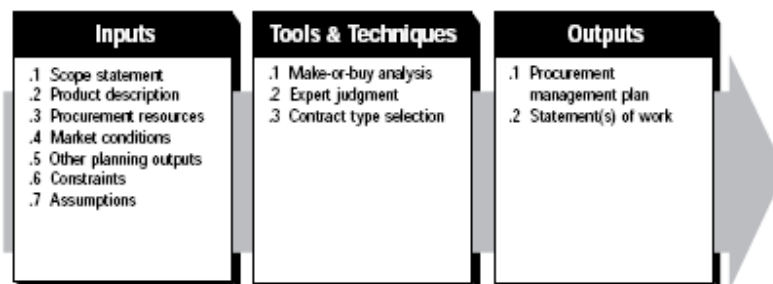 Inputs
.1 Scope statement
.2 Product description
.3 Procurement resources
.4 Market conditions
.5 Other planning outputs
.6 Constraints
.7 Assumptions
Tools & Techniques
.1 Make-or-buy analysis
.2 Expert judgment
.3 Contract type selection
Outputs
.1 Procurement
management plan
.2 Statement(s) of work